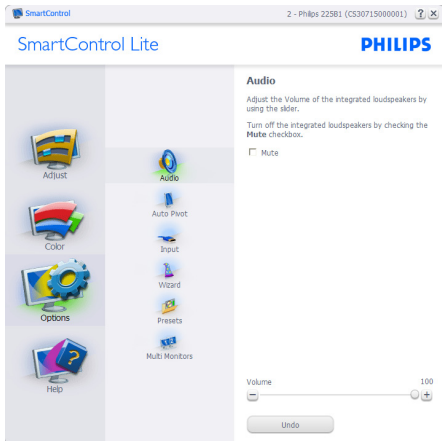 SmartControl
2 - Philips 225B1 (CS30715000001)
SmartControl Lite
PHILIPS
Adjust
Color
Options
Help
Audio
Auto Pivot
Input
Wizard
Presets
Multi Monitors
Audio
Adjust the Volume of the integrated loudspeakers by
using the slider.
Turn off the integrated loudspeakers by checking the
Mute checkbox.
Mute
Volume 100
Undo